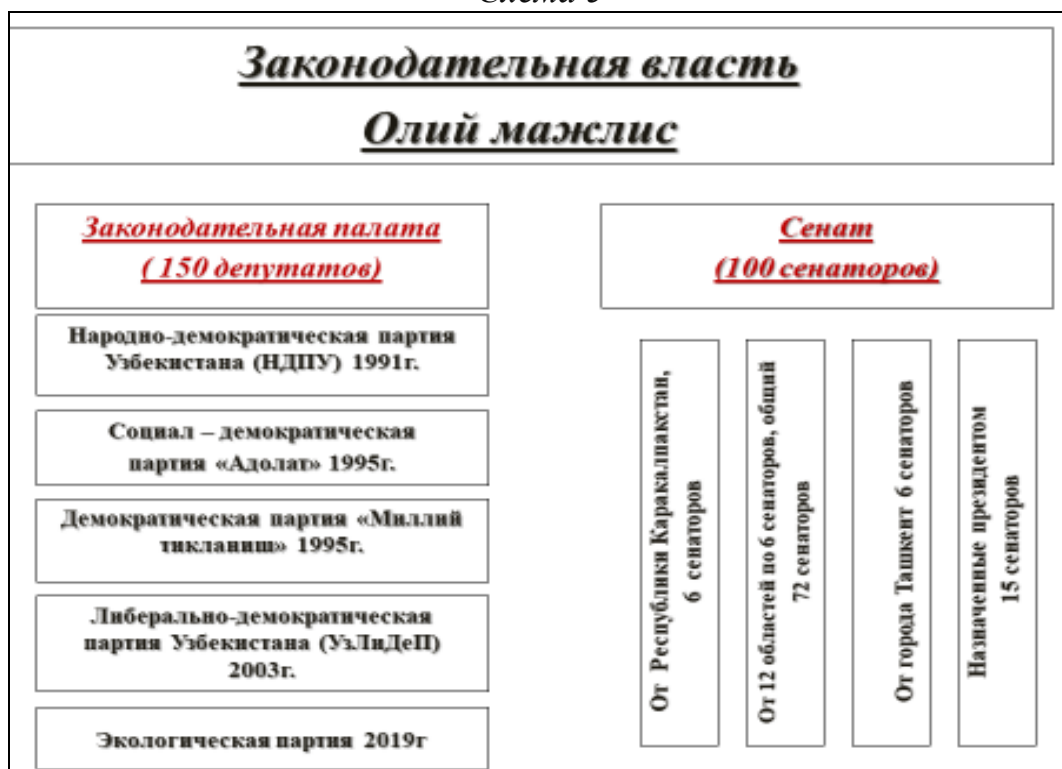 Законодательная власть
Олий мажлис
Законодательная палата
( 150 депутатов)
Народно-демократическая партия
Узбекистана (НДПУ) 1991г.
Социал – демократическая
партия «Адолат» 1995г.
Демократическая партия «Миллий
тикланиш» 1995г.
Либерально-демократическая
партия Узбекистана (УзЛиДеП)
2003г.
Экологическая партия 2019г
Сенат
(100 сенаторов)
От Республики Каракалпакстан,
6 сенаторов
От 12 областей по 6 сенаторов, общий
72 сенаторов
От города Ташкент 6 сенаторов
Назначенные президентом
15 сенаторов